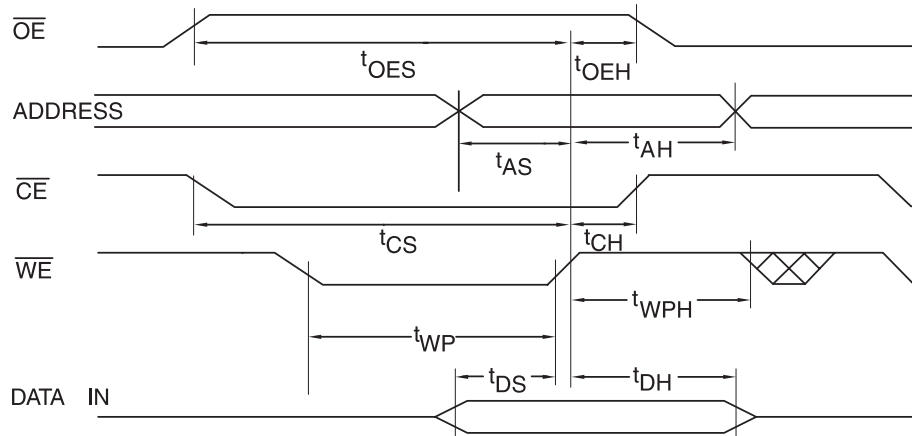 OE
tOES tOEH
ADDRESS
tAS tAH
CE
tCS tCH
WE
tWPH
tWP
tDS tDH
DATA IN